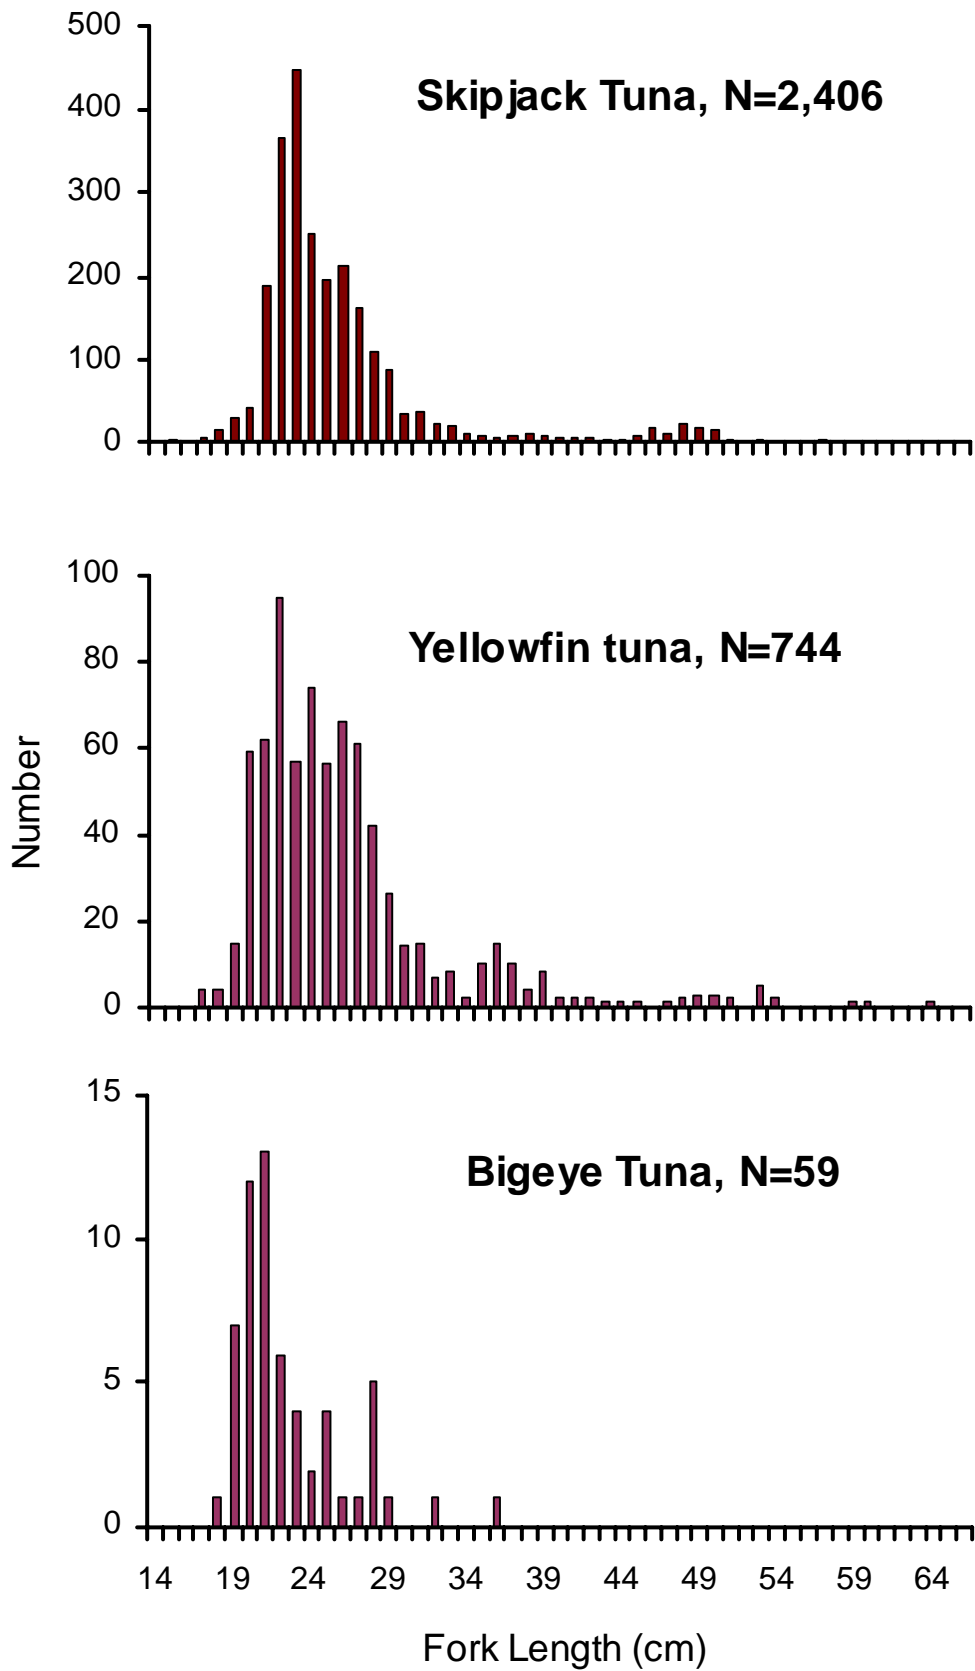 500
Skipjack Tuna, N=2,406
400
300
200
100
0
100
Yellowfin tuna, N=744
80
60
40
20
0
Number
15
Bigeye Tuna, N=59
10
5
0
14 19 24 29 34 39 44 49 54 59 64
Fork Length (cm)